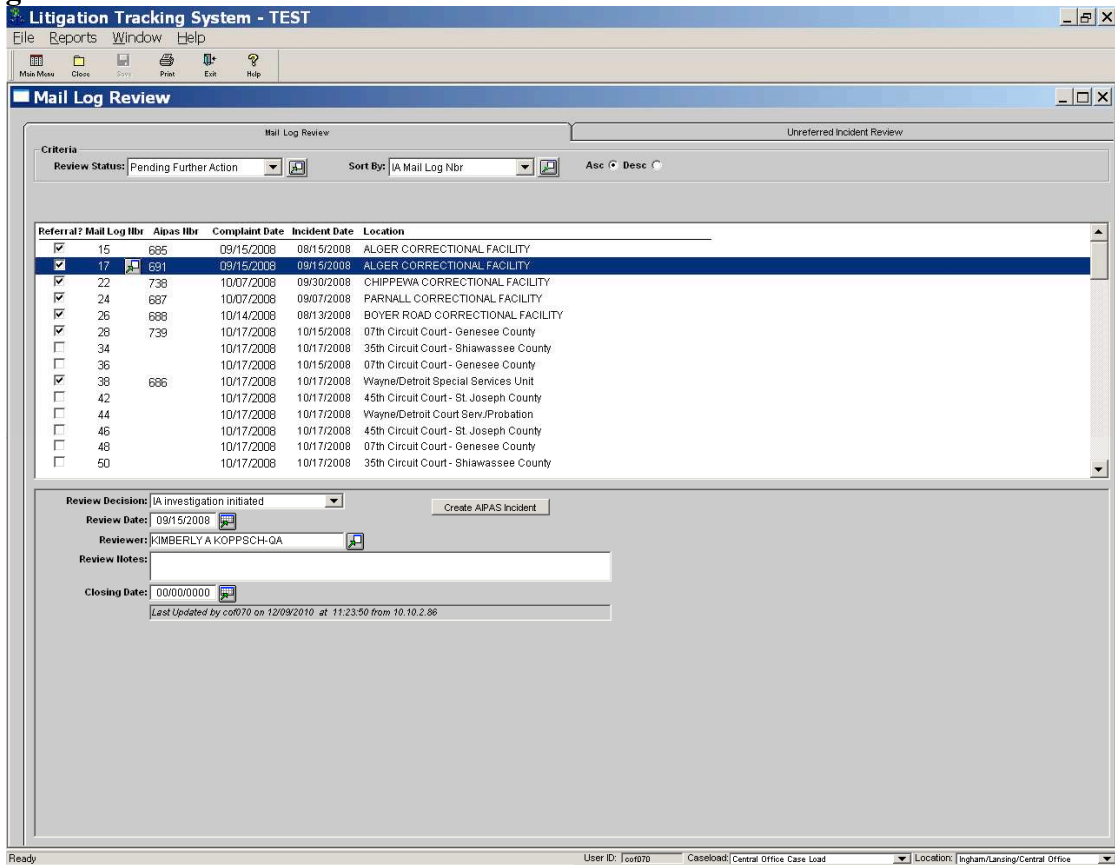 Litigation Tracking System - TEST
File Reports Window Help
Main Menu Close Save Print Exit Help
Mail Log Review
Mail Log Review Unreferred Incident Review
Criteria
Review Status: Pending Further Action Sort By: IA Mail Log Nbr Asc Desc
Referral? Mail Log Nbr Aipas Nbr Complaint Date Incident Date Location
15 685 09/15/2008 08/15/2008 ALGER CORRECTIONAL FACILITY
17 691 09/15/2008 09/15/2008 ALGER CORRECTIONAL FACILITY
22 738 10/07/2008 09/30/2008 CHIPPEWA CORRECTIONAL FACILITY
24 687 10/07/2008 09/07/2008 PARNALL CORRECTIONAL FACILITY
26 688 10/14/2008 08/13/2008 BOYER ROAD CORRECTIONAL FACILITY
28 739 10/17/2008 10/15/2008 07th Circuit Court - Genesee County
34 10/17/2008 10/17/2008 35th Circuit Court - Shiawassee County
36 10/17/2008 10/15/2008 07th Circuit Court - Genesee County
38 686 10/17/2008 10/17/2008 Wayne/Detroit Special Services Unit
42 10/17/2008 10/17/2008 45th Circuit Court - St. Joseph County
44 10/17/2008 10/17/2008 Wayne/Detroit Court Serv./Probation
46 10/17/2008 10/17/2008 45th Circuit Court - St. Joseph County
48 10/17/2008 10/17/2008 07th Circuit Court - Genesee County
50 10/17/2008 10/17/2008 35th Circuit Court - Shiawassee County
Review Decision: IA investigation initiated Create AIPAS Incident
Review Date: 09/15/2008
Reviewer: KIMBERLY A KOPPSCH-QA
Review Notes:
Closing Date: 00/00/0000
Last Updated by cof070 on 12/09/2010 at 11:23:50 from 10.10.2.86
Ready User ID: cof070 Caseload: Central Office Case Load Location: Ingham/Lansing/Central Office